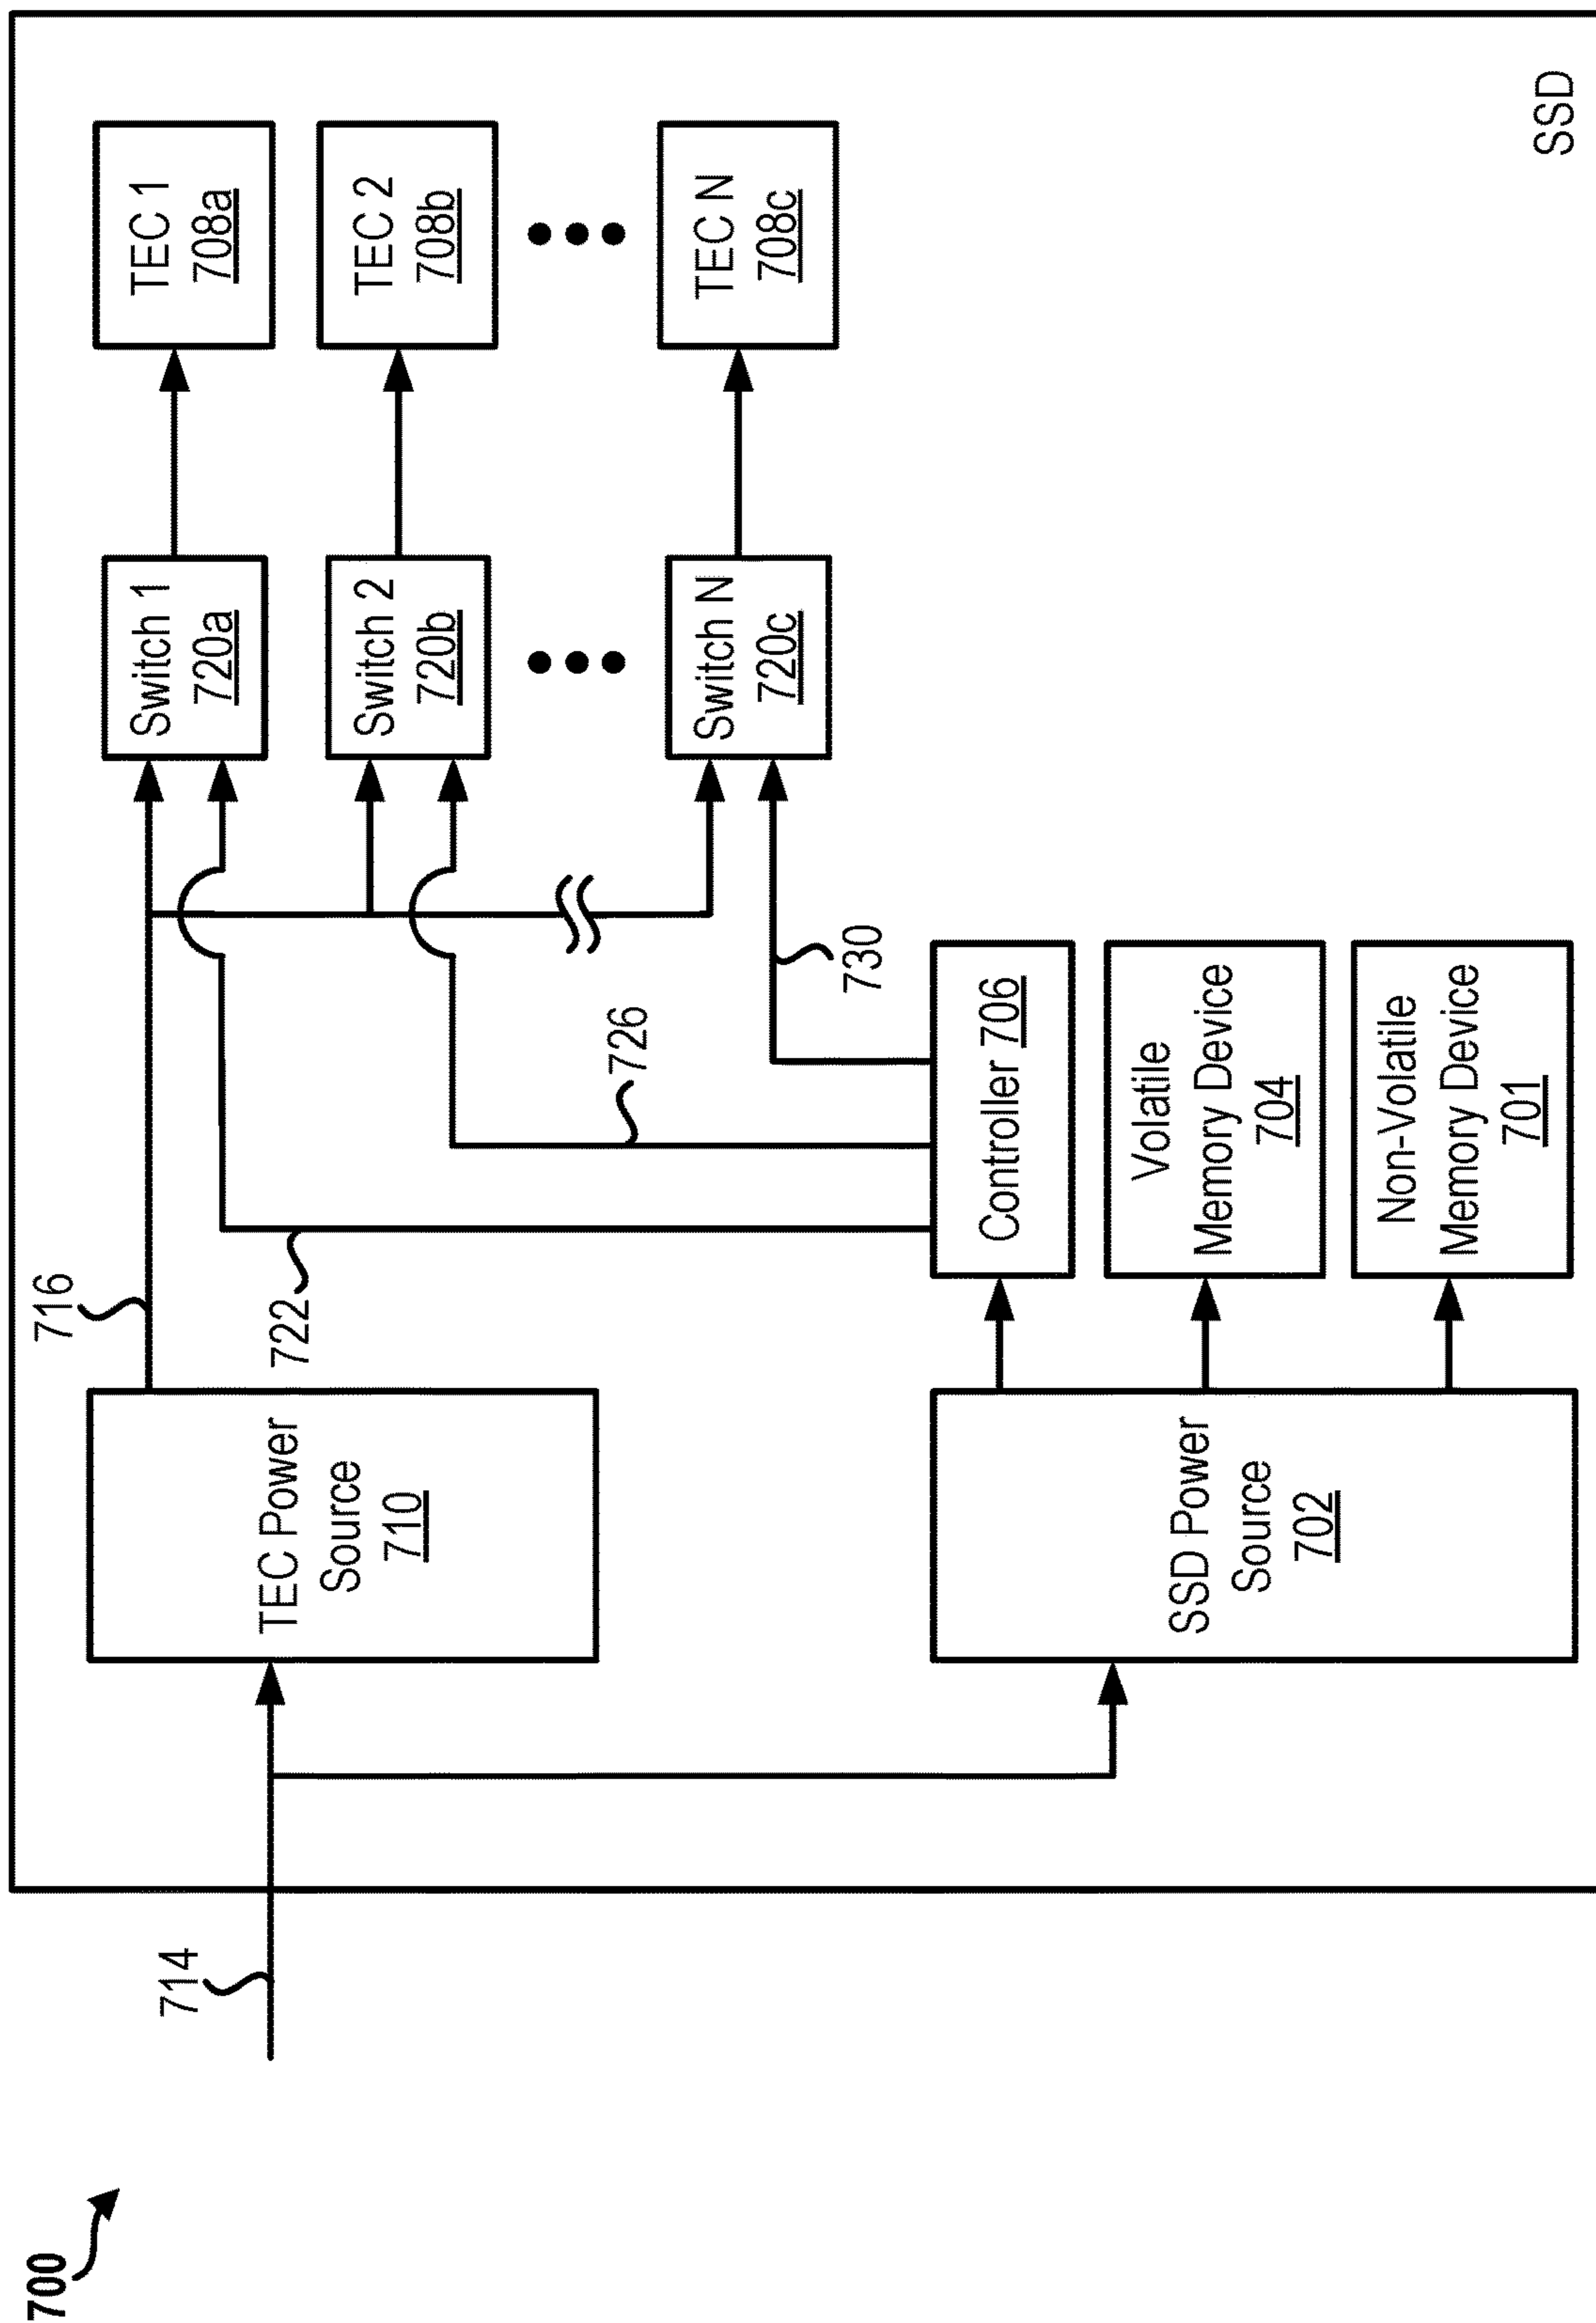 700
714
716
722
726
730
TEC Power
Source
710
SSD Power
Source
702
Switch 1
720a
Switch 2
720b
Switch N
720c
TEC 1
708a
TEC 2
708b
TEC N
708c
Controller 706
Volatile
Memory Device
704
Non-Volatile
Memory Device
701
SSD